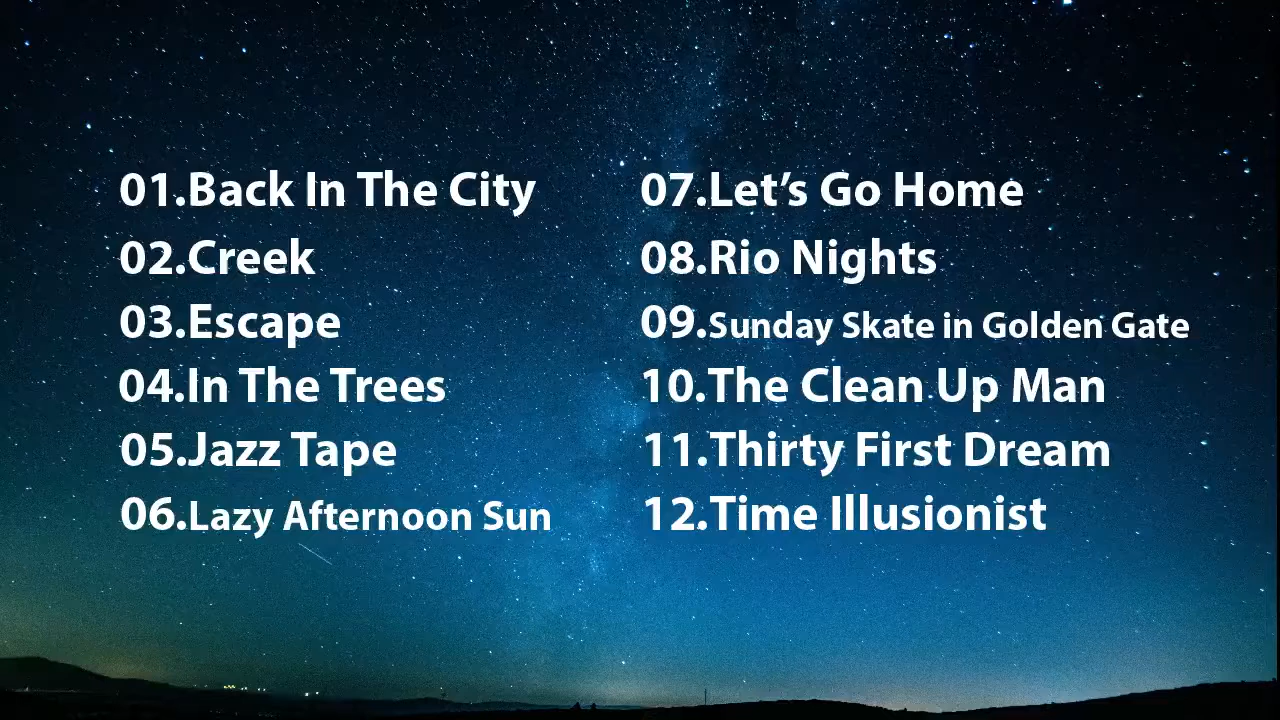 01.Back In The City
02.Creek
03.Escape
04.In The Trees
05.Jazz Tape
06.Lazy Afternoon Sun
07.Let’s Go Home
08.Rio Nights
09.Sunday Skate in Golden Gate
10.The Clean Up Man
11.Thirty First Dream
12.Time Illusionist